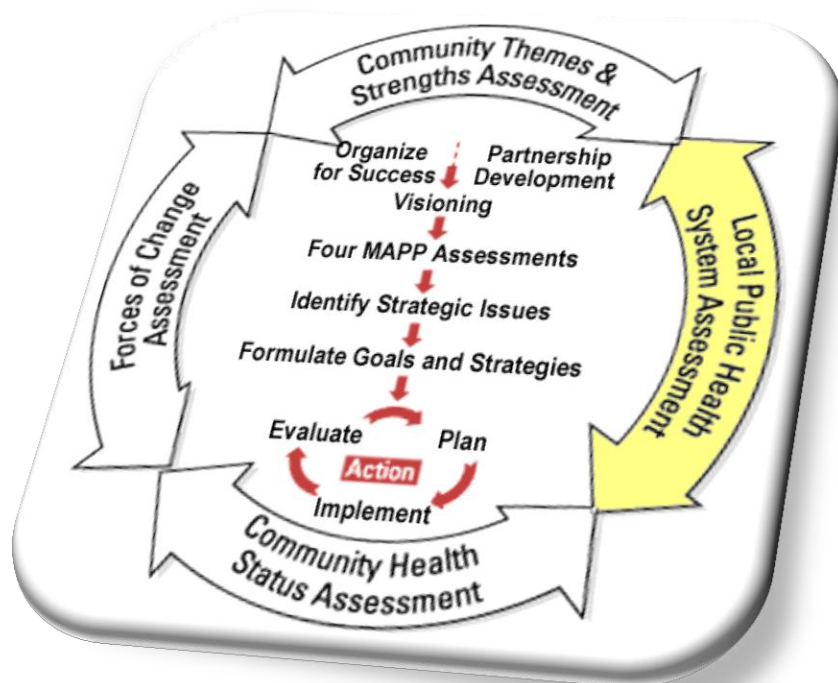 Community Themes &
Strengths Assessment
Organize
for Success
Partnership
Development
Visioning
Four MAPP Assessments
Identify Strategic Issues
Formulate Goals and Strategies
Evaluate
Plan
Action
Implement
Forces of Change
Assessment
Local Public Health
System Assessment
Community Health
Status Assessment